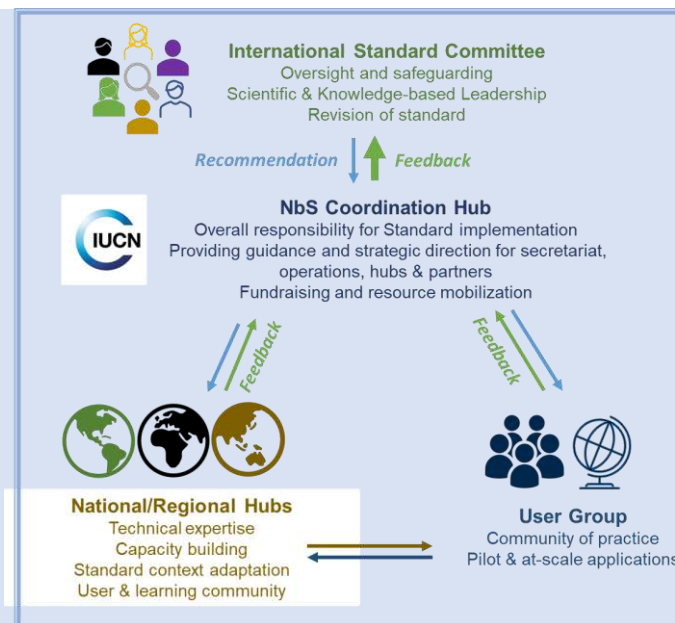 International Standard Committee
Oversight and safeguarding
Scientific & Knowledge-based Leadership
Revision of standard
Recommendation
Feedback
IUCN
NbS Coordination Hub
Overall responsibility for Standard implementation
Providing guidance and strategic direction for secretariat,
operations, hubs & partners
Fundraising and resource mobilization
Feedback
Feedback
National/Regional Hubs
Technical expertise
Capacity building
Standard context adaptation
User & learning community
User Group
Community of practice
Pilot & at-scale applications